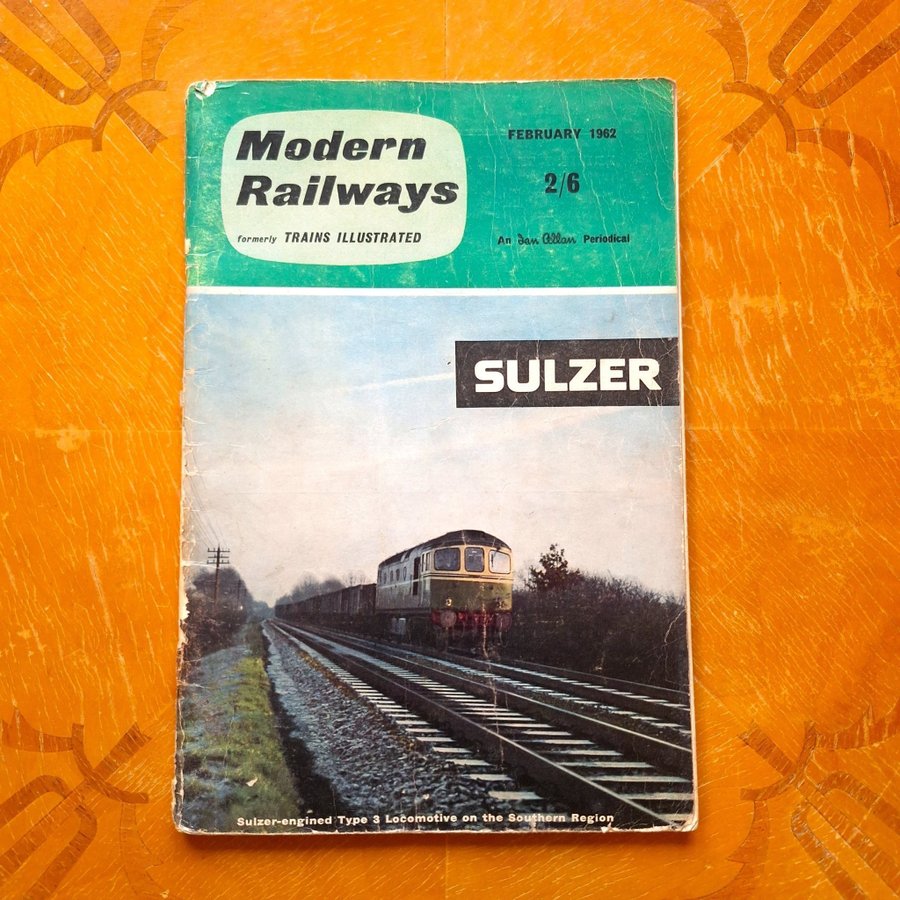 Modern
Railways
formerly TRAINS ILLUSTRATED
FEBRUARY 1962
2/6
An Ian Allan Periodical
SULZER
Sulzer-engined Type 3 Locomotive on the Southern Region